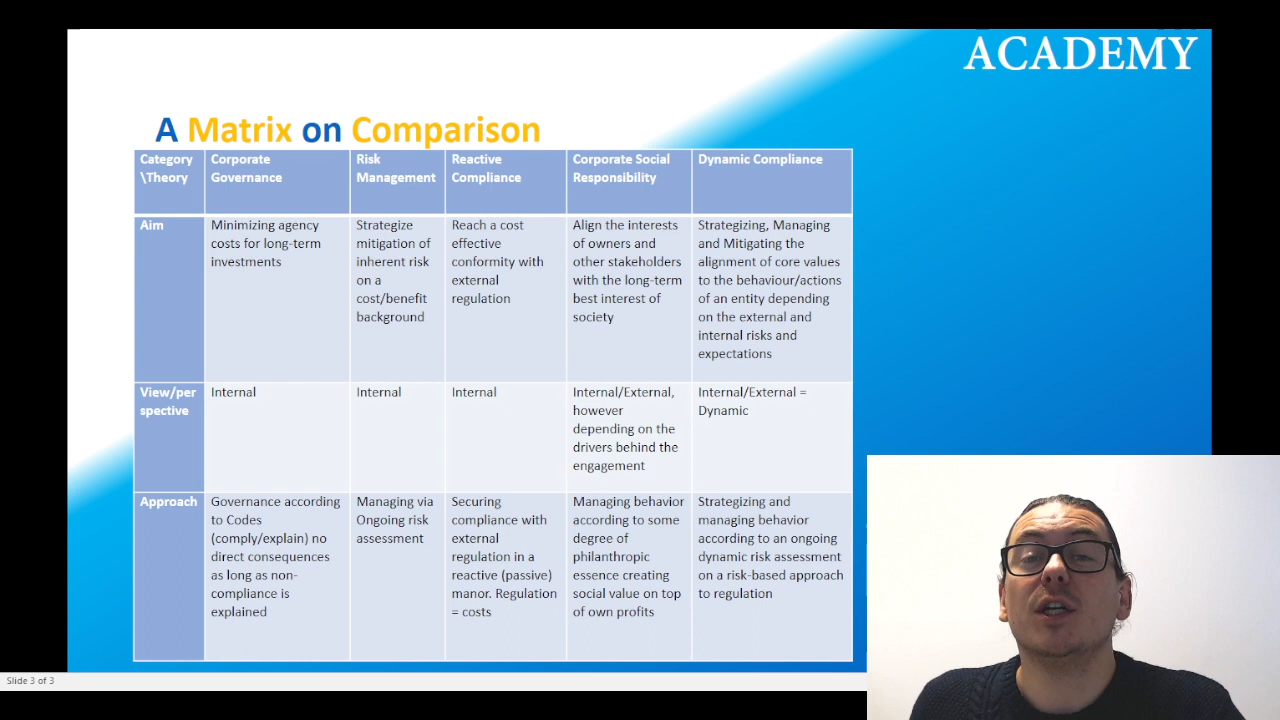 ACADEMY
A Matrix on Comparison
Category
\Theory
Corporate
Governance
Risk
Management
Reactive
Compliance
Corporate Social
Responsibility
Dynamic Compliance
Aim
Minimizing agency
costs for long-term
investments
Strategize
mitigation of
inherent risk
on a
cost/benefit
background
Reach a cost
effective
conformity with
external
regulation
Align the interests
of owners and
other stakeholders
with the long-term
best interest of
society
Strategizing, Managing
and Mitigating the
alignment of core values
to the behaviour/actions
of an entity depending
on the external and
internal risks and
expectations
View/per
spective
Internal
Internal
Internal
Internal/External,
however
depending on the
drivers behind the
engagement
Internal/External =
Dynamic
Approach
Governance according
to Codes
(comply/explain) no
direct consequences
as long as non-
compliance is
explained
Managing via
Ongoing risk
assessment
Securing
compliance with
external
regulation in a
reactive (passive)
manor. Regulation
= costs
Managing behavior
according to some
degree of
philanthropic
essence creating
social value on top
of own profits
Strategizing and
managing behavior
according to an ongoing
dynamic risk assessment
on a risk-based approach
to regulation
Slide 3 of 3